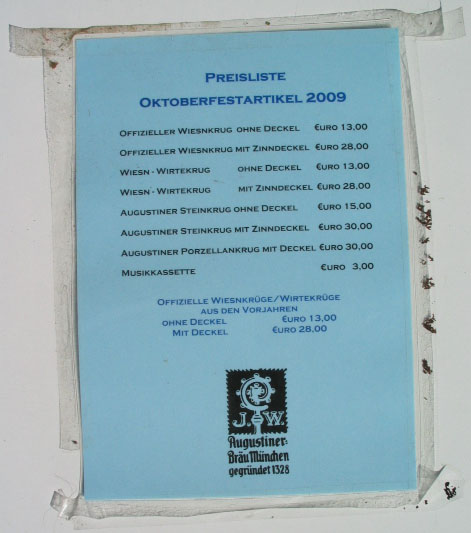 PREISLISTE
OKTOBERFESTARTIKEL 2009
OFFIZIELLER WIESNKRUG OHNE DECKEL €URO 13,00
OFFIZIELLER WIESNKRUG MIT ZINNDECKEL €URO 28,00
WIESN - WIRTEKRUG OHNE DECKEL €URO 13,00
WIESN - WIRTEKRUG MIT ZINNDECKEL €URO 28,00
AUGUSTINER STEINKRUG OHNE DECKEL €URO 15,00
AUGUSTINER STEINKRUG MIT ZINNDECKEL €URO 30,00
AUGUSTINER PORZELLANKRUG MIT DECKEL €URO 30,00
MUSIKKASSETTE €URO 3,00
OFFIZIELLE WIESNKRÜGE/WIRTEKRÜGE
AUS DEN VORJAHREN
OHNE DECKEL €URO 13,00
MIT DECKEL €URO 28,00
J. W.
Augustiner-
Bräu München
gegründet 1328